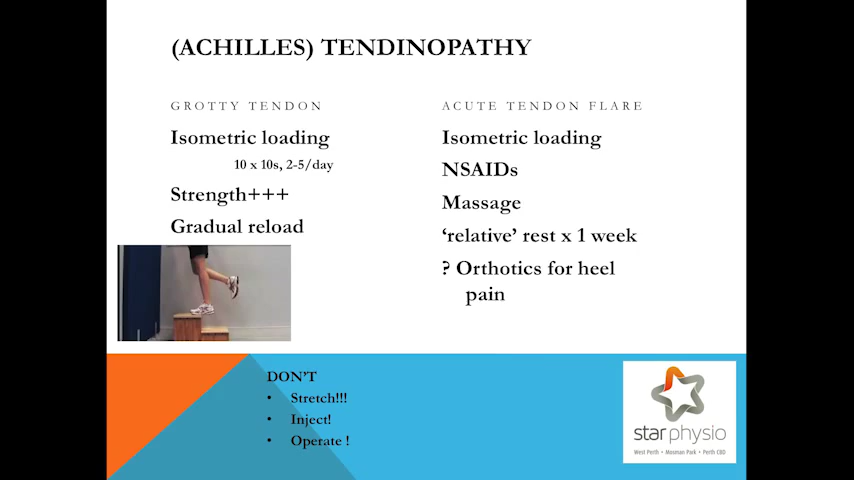 (ACHILLES) TENDINOPATHY
GROTTY TENDON
Isometric loading
10 x 10s, 2-5/day
Strength+++
Gradual reload
ACUTE TENDON FLARE
Isometric loading
NSAIDs
Massage
‘relative’ rest x 1 week
? Orthotics for heel
pain
DON’T
• Stretch!!!
• Inject!
• Operate !
star physio
West Perth • Mosman Park • Perth CBD